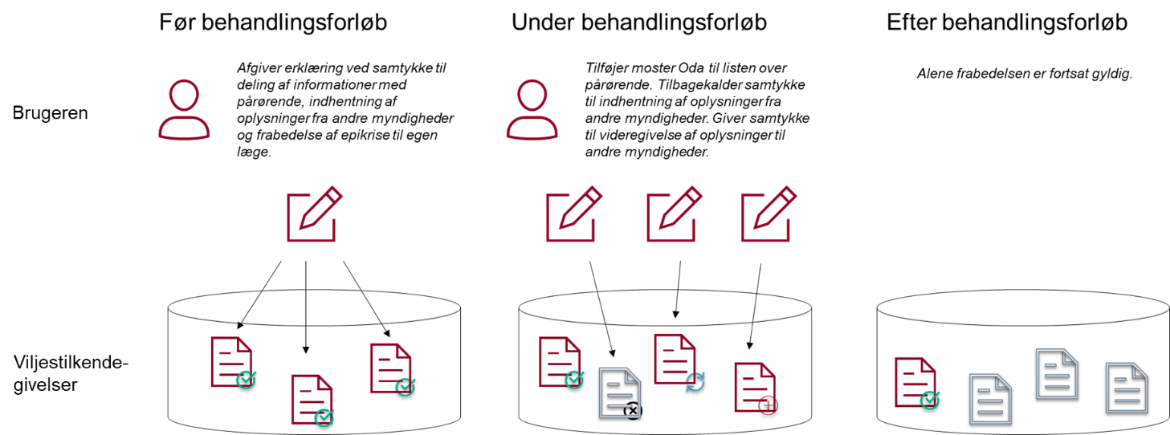 Før behandlingsforløb
Under behandlingsforløb
Efter behandlingsforløb
Brugeren
Afgiver erklæring ved samtykke til
deling af informationer med
pårørende, indhentning af
oplysninger fra andre myndigheder
og frabedelse af epikrise til egen
læge.
Tilføjer moster Oda til listen over
pårørende. Tilbagekalder samtykke
til indhentning af oplysninger fra
andre myndigheder. Giver samtykke
til videregivelse af oplysninger til
andre myndigheder.
Alene frabedelsen er fortsat gyldig.
Viljestilkende-
givelser